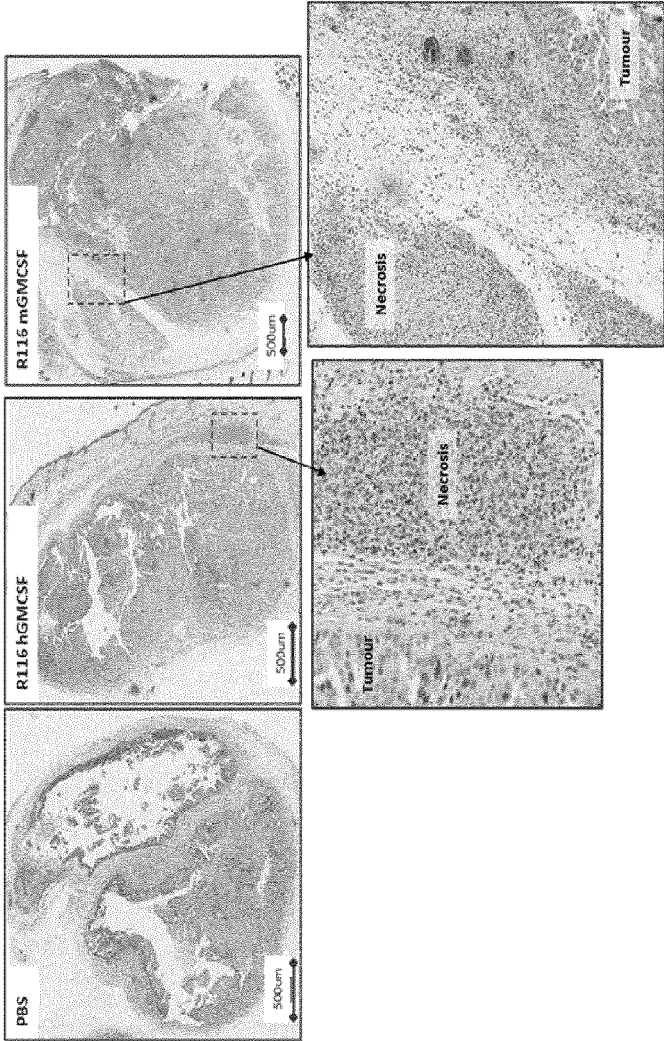 PBS
500um
R116 hGMCSF
500um
R116 mGMCSF
500um
Tumour
Necrosis
Necrosis
Tumour